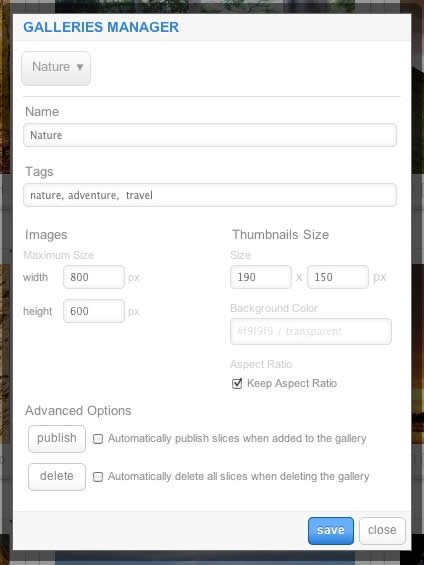 GALLERIES MANAGER
Nature ▼
Name
Nature
Tags
nature, adventure, travel
Images
Maximum Size
width 800 px
height 600 px
Thumbnails Size
Size
190 x 150 px
Background Color
#f9f9f9 / transparent
Aspect Ratio
Keep Aspect Ratio
Advanced Options
publish Automatically publish slices when added to the gallery
delete Automatically delete all slices when deleting the gallery
save close